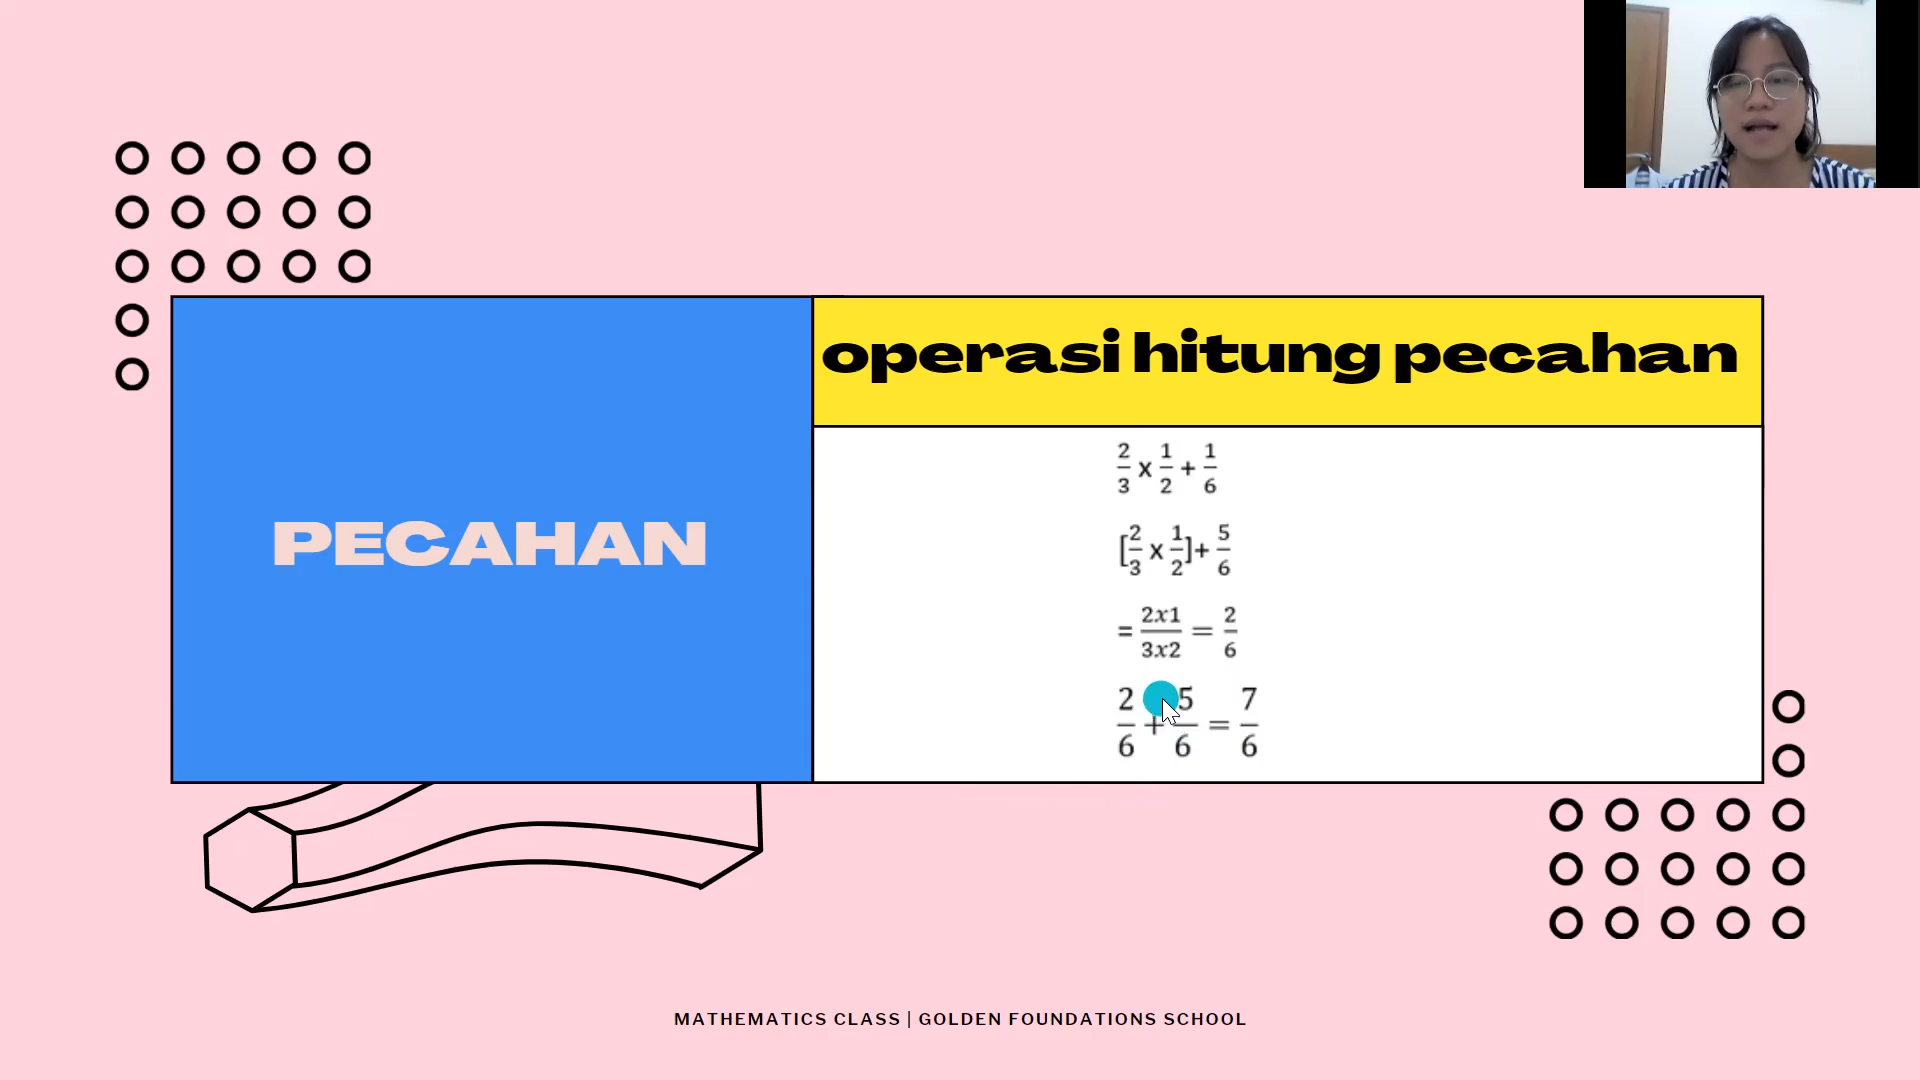 operasi hitung pecahan
PECAHAN
2/3 x 1/2 + 1/6
[2/3 x 1/2]+ 5/6
= 2x1/3x2 = 2/6
2/6 + 5/6 = 7/6
MATHEMATICS CLASS | GOLDEN FOUNDATIONS SCHOOL